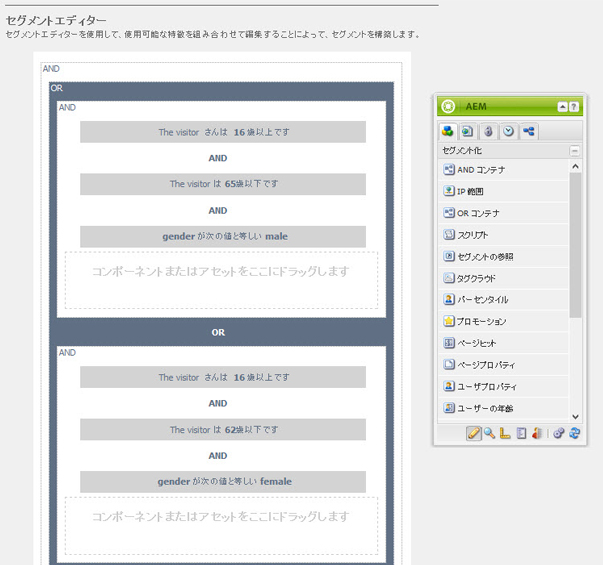 セグメントエディター
セグメントエディターを使用して、使用可能な特徴を組み合わせて編集することによって、セグメントを構築します。
AND
OR
AND
The visitor さんは 16歳以上です
AND
The visitor は 65歳以下です
AND
gender が次の値と等しい male
コンポーネントまたはアセットをここにドラッグします
OR
AND
The visitor さんは 16歳以上です
AND
The visitor は 62歳以下です
AND
gender が次の値と等しい female
コンポーネントまたはアセットをここにドラッグします
AEM
?
セグメント化
AND コンテナ
IP 範囲
OR コンテナ
スクリプト
セグメントの参照
タグクラウド
パーセンタイル
プロモーション
ページヒット
ページプロパティ
ユーザプロパティ
ユーザーの年齢